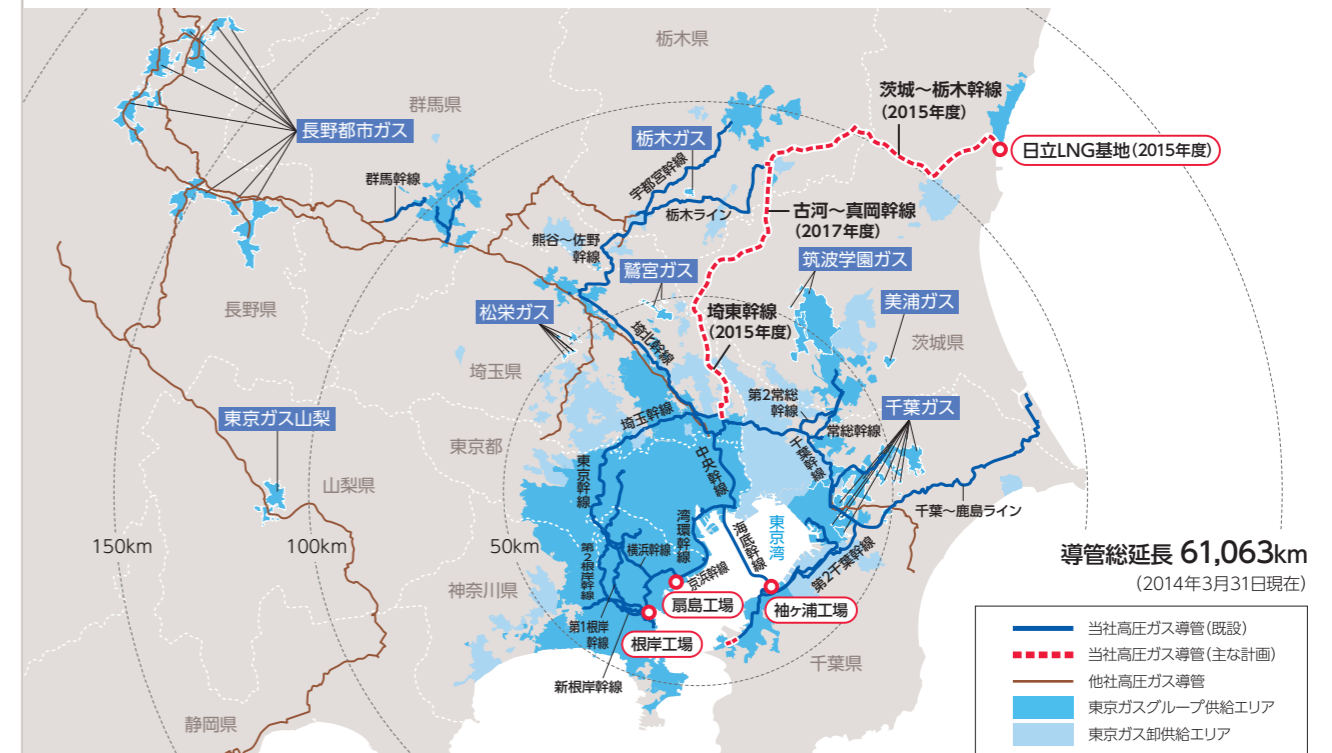 栃木県
茨城～栃木幹線
（2015年度）
群馬県
長野都市ガス
栃木ガス
日立LNG基地（2015年度）
宇都宮幹線
群馬幹線
栃木ライン
古河～真岡幹線
（2017年度）
熊谷～佐野
幹線
筑波学園ガス
鷲宮ガス
美浦ガス
長野県
松栄ガス
埼東幹線
（2015年度）
埼北幹線
茨城県
埼玉県
第2常総
幹線
千葉ガス
東京ガス山梨
埼玉幹線
常総幹線
東京都
千葉幹線
中央幹線
東京幹線
山梨県
千葉～鹿島ライン
湾環幹線
東京湾
海底幹線
150km
100km
50km
横浜幹線
第2根岸幹線
第2千葉幹線
導管総延長 61,063km
（2014年3月31日現在）
京浜幹線
神奈川県
扇島工場
袖ヶ浦工場
第1根岸
幹線
根岸工場
千葉県
新根岸幹線
静岡県
当社高圧ガス導管（既設）
当社高圧ガス導管（主な計画）
他社高圧ガス導管
東京ガスグループ供給エリア
東京ガス卸供給エリア